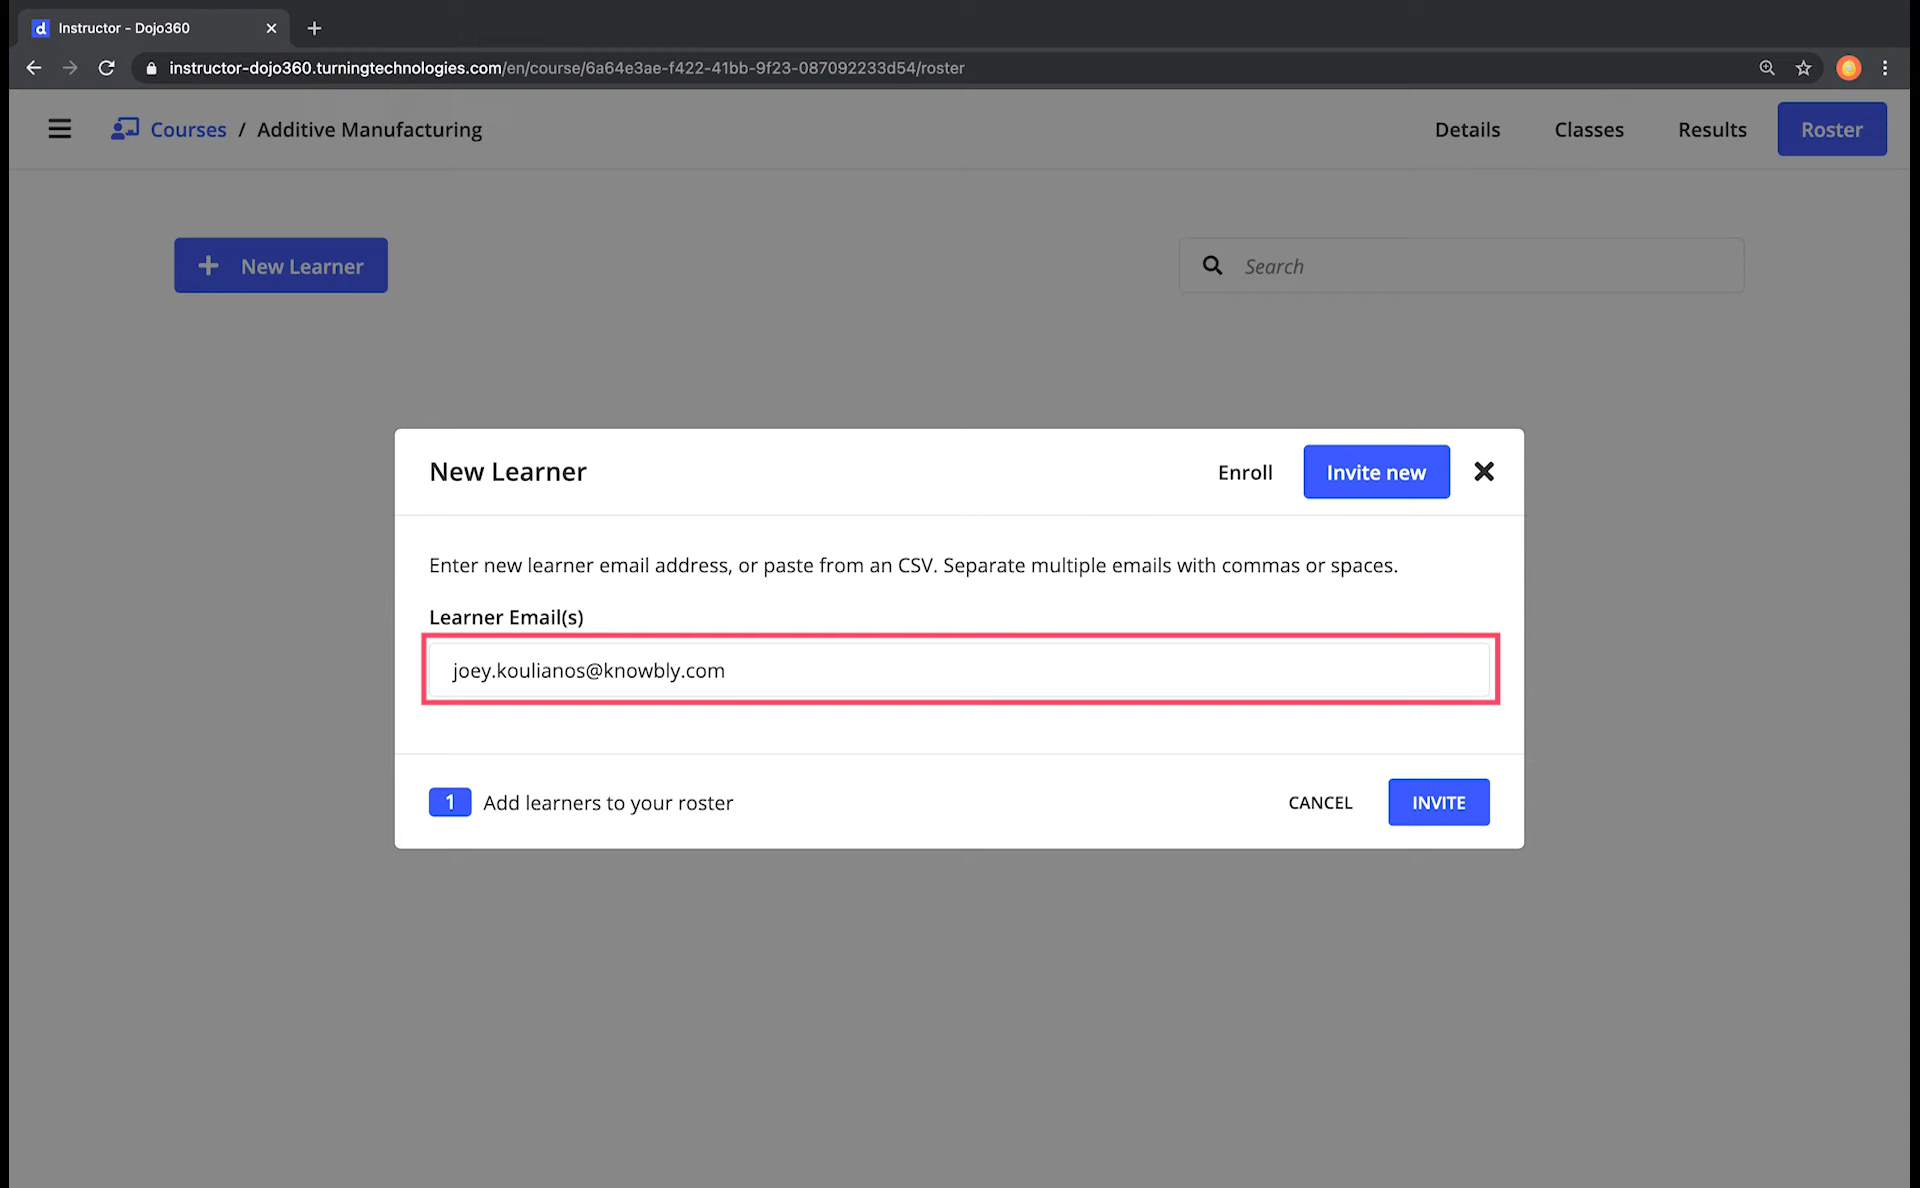 d Instructor - Dojo360
instructor-dojo360.turningtechnologies.com/en/course/6a64e3ae-f422-41bb-9f23-087092233d54/roster
Courses / Additive Manufacturing
Details
Classes
Results
Roster
New Learner
Search
New Learner
Enroll
Invite new
Enter new learner email address, or paste from an CSV. Separate multiple emails with commas or spaces.
Learner Email(s)
joey.koulianos@knowbly.com
1 Add learners to your roster
CANCEL
INVITE